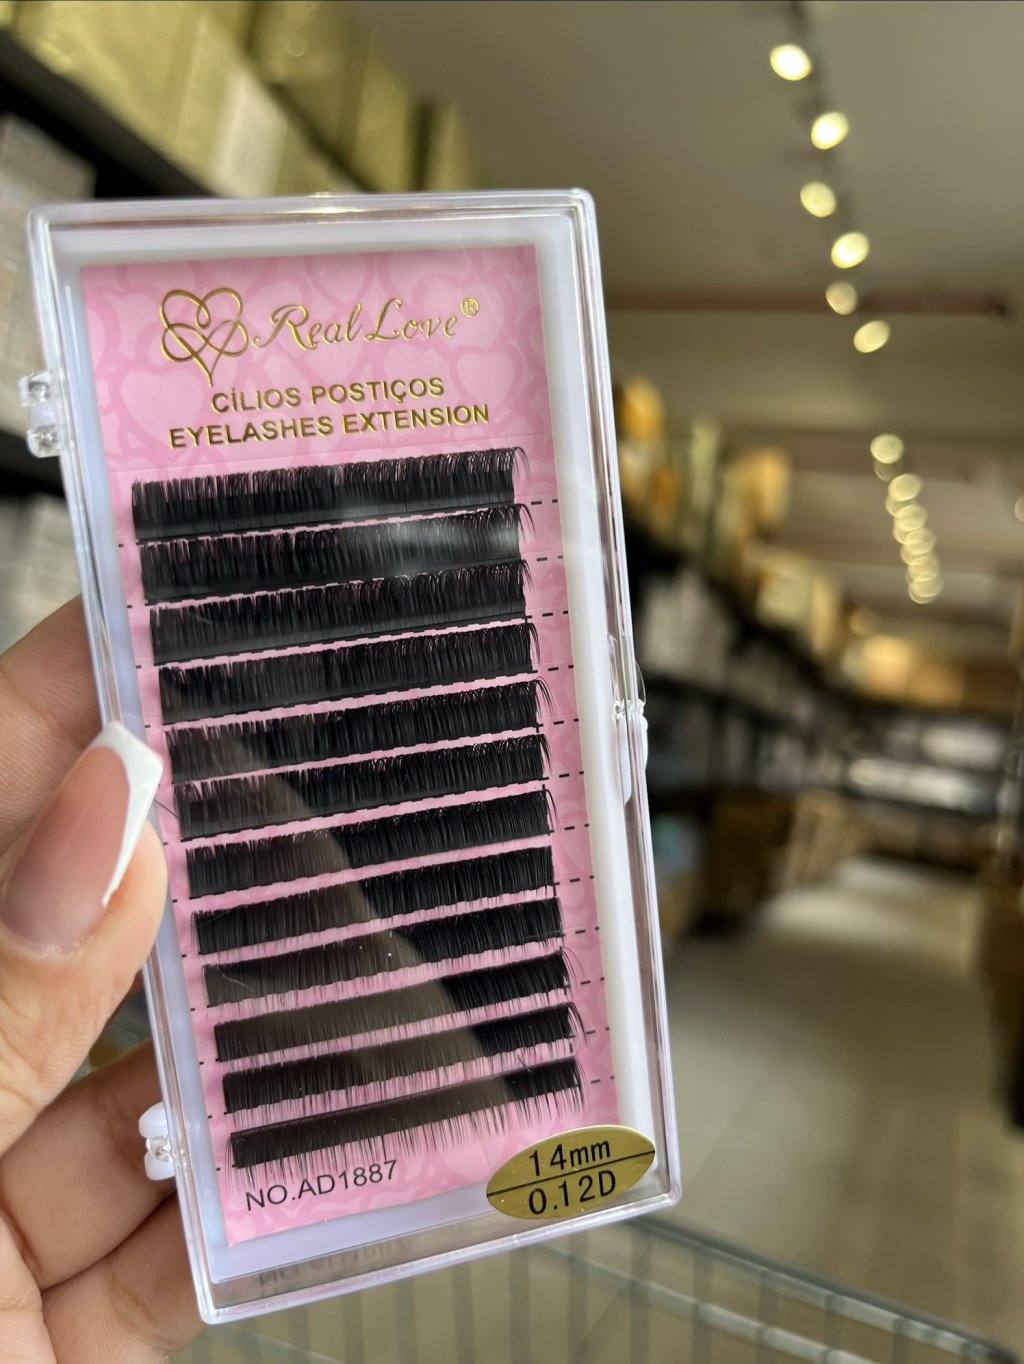 Real Love®
CÍLIOS POSTIÇOS
EYELASHES EXTENSION
NO.AD1887
14mm
0.12D